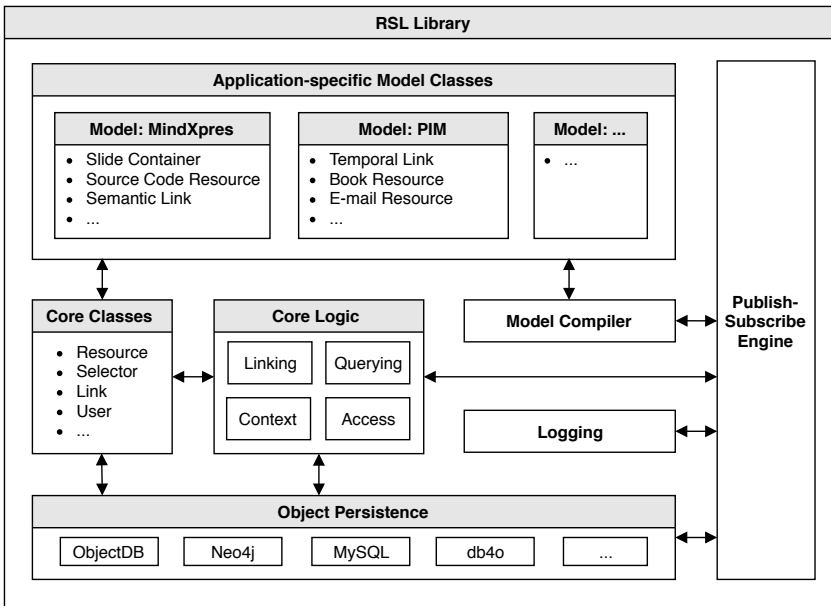 RSL Library
Application-specific Model Classes
Model: MindXpres
• Slide Container
• Source Code Resource
• Semantic Link
• ...
Model: PIM
• Temporal Link
• Book Resource
• E-mail Resource
• ...
Model: ...
• ...
Publish-
Subscribe
Engine
Core Classes
• Resource
• Selector
• Link
• User
• ...
Core Logic
Linking
Querying
Context
Access
Model Compiler
Logging
Object Persistence
ObjectDB
Neo4j
MySQL
db4o
...